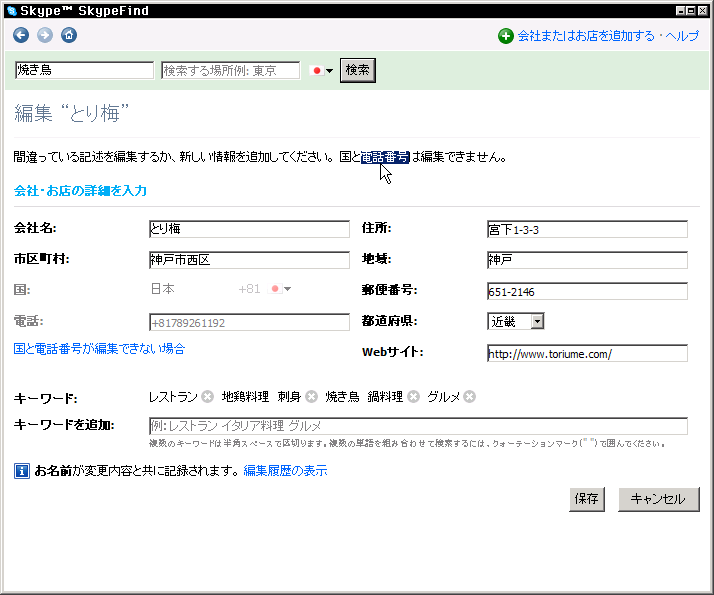 Skype™ SkypeFind
会社またはお店を追加する・ヘルプ
焼き鳥 検索する場所例: 東京 検索
編集 “とり梅”
間違っている記述を編集するか、新しい情報を追加してください。国と電話番号は編集できません。
会社・お店の詳細を入力
会社名: とり梅 住所: 宮下1-3-3
市区町村: 神戸市西区 地域: 神戸
国: 日本 +81 郵便番号: 651-2146
電話: +81789261192 都道府県: 近畿
国と電話番号が編集できない場合 Webサイト: http://www.toriume.com/
キーワード: レストラン 地鶏料理 刺身 焼き鳥 鍋料理 グルメ
キーワードを追加: 例:レストラン イタリア料理 グルメ
複数のキーワードは半角スペースで区切ります。複数の単語を組み合わせて検索するには、クォーテーションマーク(" ")で囲んでください。
お名前が変更内容と共に記録されます。編集履歴の表示
保存 キャンセル